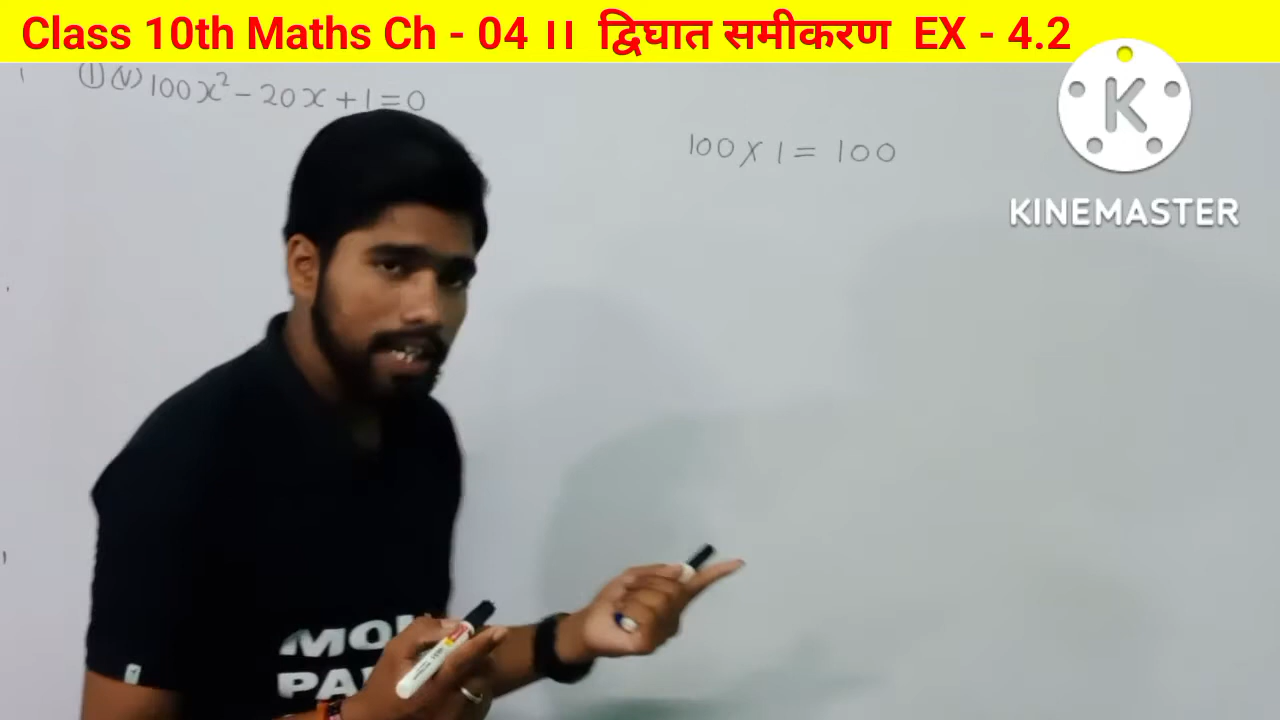 Class 10th Maths Ch - 04 ।। द्विघात समीकरण EX - 4.2
① (v) 100x² - 20x + 1 = 0
100 x 1 = 100
K
KINEMASTER